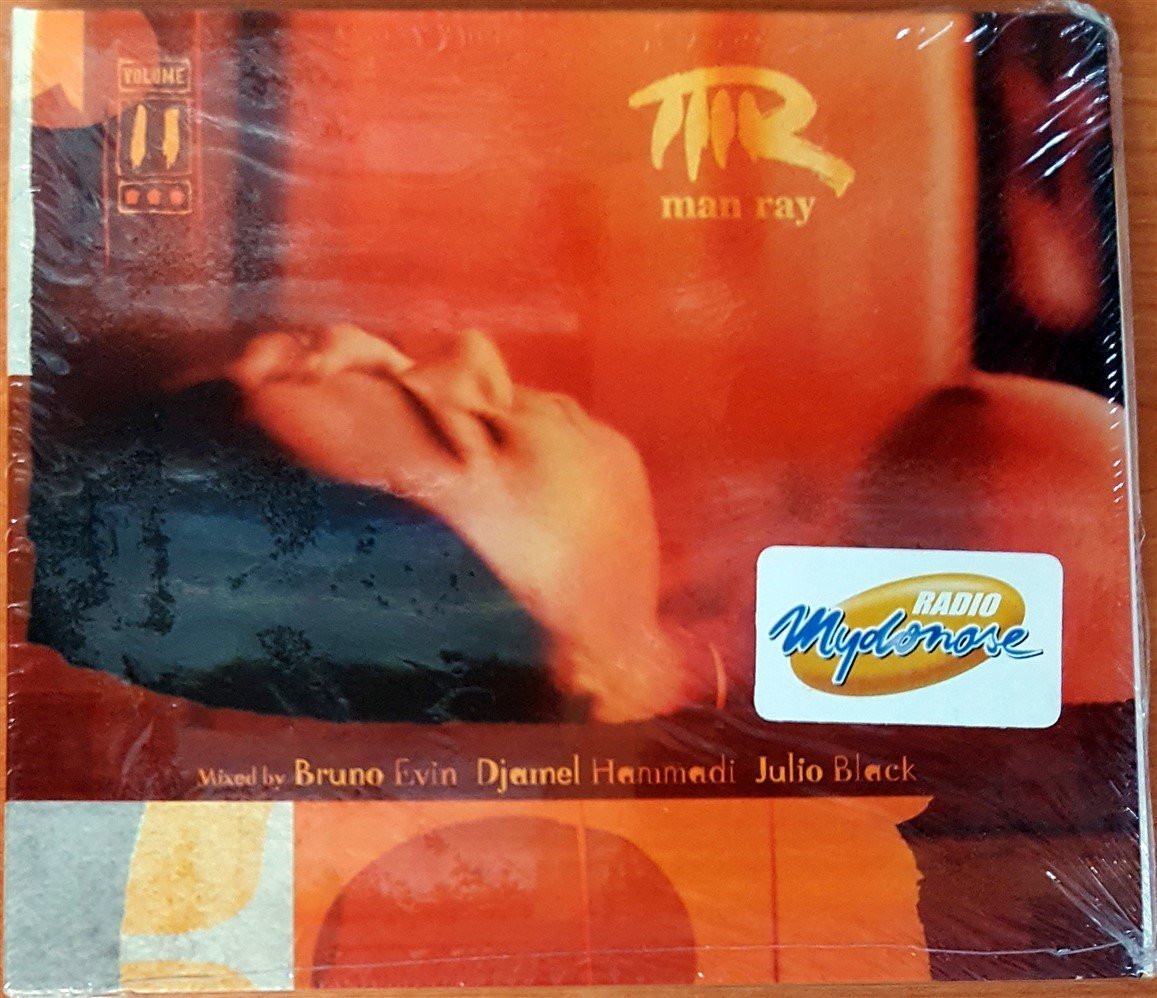 VOLUME
II
MR
man ray
RADIO
Mydonose
Mixed by Bruno Evin Djamel Hammadi Julio Black